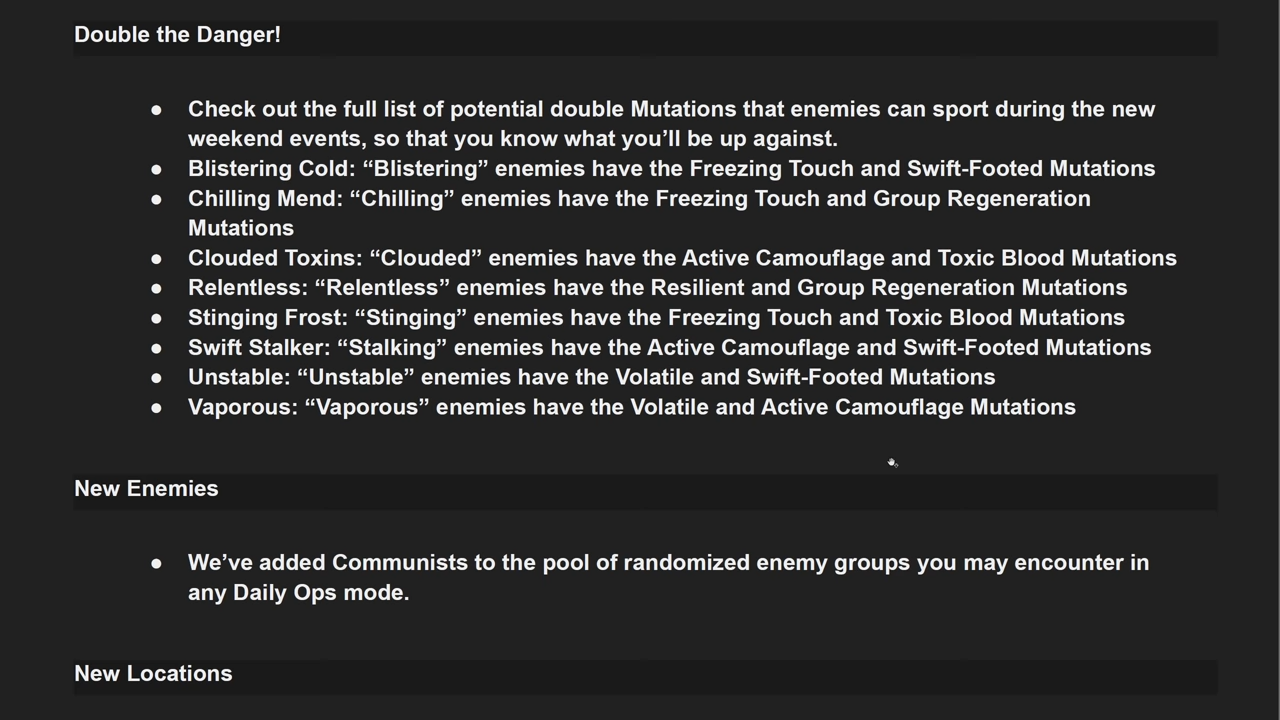 Double the Danger!
● Check out the full list of potential double Mutations that enemies can sport during the new
weekend events, so that you know what you’ll be up against.
● Blistering Cold: “Blistering” enemies have the Freezing Touch and Swift-Footed Mutations
● Chilling Mend: “Chilling” enemies have the Freezing Touch and Group Regeneration
Mutations
● Clouded Toxins: “Clouded” enemies have the Active Camouflage and Toxic Blood Mutations
● Relentless: “Relentless” enemies have the Resilient and Group Regeneration Mutations
● Stinging Frost: “Stinging” enemies have the Freezing Touch and Toxic Blood Mutations
● Swift Stalker: “Stalking” enemies have the Active Camouflage and Swift-Footed Mutations
● Unstable: “Unstable” enemies have the Volatile and Swift-Footed Mutations
● Vaporous: “Vaporous” enemies have the Volatile and Active Camouflage Mutations
New Enemies
● We’ve added Communists to the pool of randomized enemy groups you may encounter in
any Daily Ops mode.
New Locations